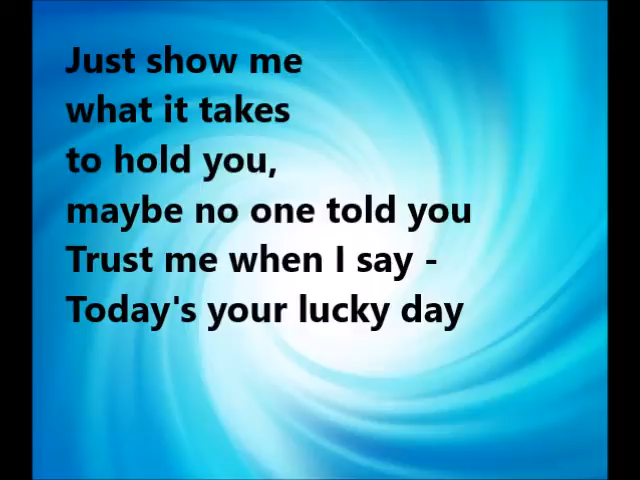 Just show me
what it takes
to hold you,
maybe no one told you
Trust me when I say -
Today's your lucky day